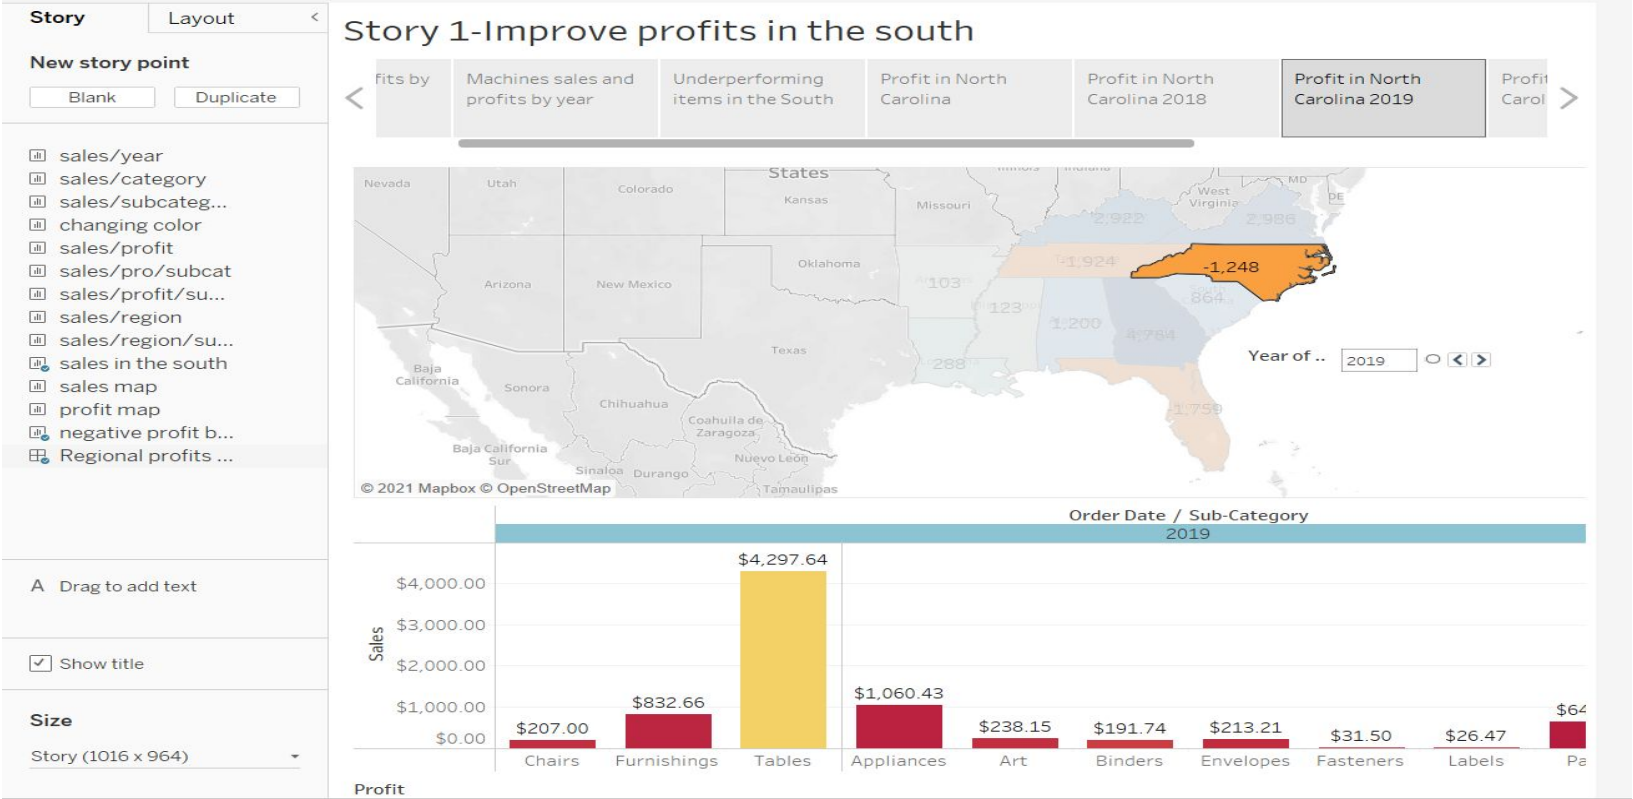 Story
Layout
<
New story point
Blank
Duplicate
sales/year
sales/category
sales/subcateg...
changing color
sales/profit
sales/pro/subcat
sales/profit/su...
sales/region
sales/region/su...
sales in the south
sales map
profit map
negative profit b...
Regional profits ...
A Drag to add text
Show title
Size
Story (1016 x 964)
Story 1-Improve profits in the south
fits by
Machines sales and
profits by year
Underperforming
items in the South
Profit in North
Carolina
Profit in North
Carolina 2018
Profit in North
Carolina 2019
Profit
Carol
States
Nevada
Utah
Colorado
Kansas
Missouri
West
Virginia
MD
DE
2,922
2,986
Oklahoma
-1,924
-1,248
Arizona
New Mexico
103
123
864
1,200
4,784
Texas
288
Year of ..
2019
Baja
California
Sonora
Chihuahua
-1,759
Coahuila de
Zaragoza
Baja California
Sur
Nuevo León
Sinaloa
Durango
© 2021 Mapbox © OpenStreetMap
Tamaulipas
Order Date / Sub-Category
2019
Sales
$4,000.00
$3,000.00
$2,000.00
$1,000.00
$0.00
$207.00
$832.66
$4,297.64
$1,060.43
$238.15
$191.74
$213.21
$31.50
$26.47
$64
Chairs
Furnishings
Tables
Appliances
Art
Binders
Envelopes
Fasteners
Labels
Pa
Profit